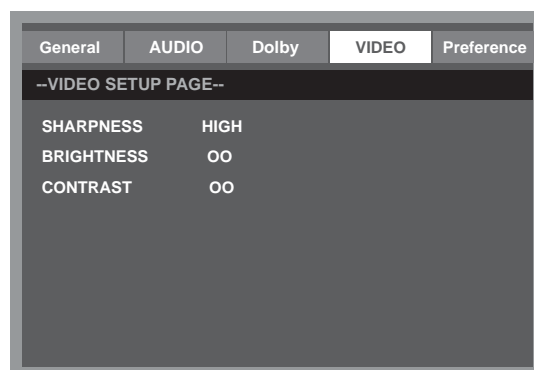 General AUDIO Dolby VIDEO Preference
--VIDEO SETUP PAGE--
SHARPNESS HIGH
BRIGHTNESS OO
CONTRAST OO